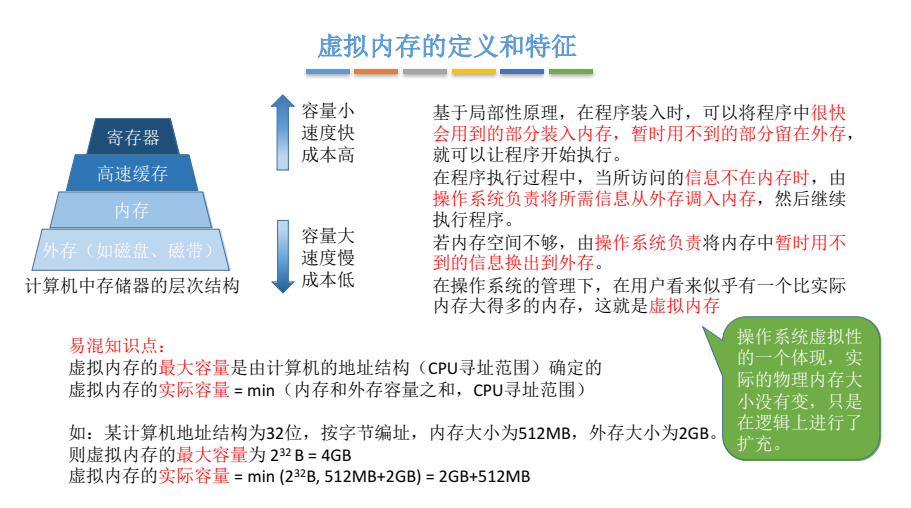 虚拟内存的定义和特征
寄存器
高速缓存
内存
外存（如磁盘、磁带）
计算机中存储器的层次结构
容量小
速度快
成本高
容量大
速度慢
成本低
基于局部性原理，在程序装入时，可以将程序中很快
会用到的部分装入内存，暂时用不到的部分留在外存，
就可以让程序开始执行。
在程序执行过程中，当所访问的信息不在内存时，由
操作系统负责将所需信息从外存调入内存，然后继续
执行程序。
若内存空间不够，由操作系统负责将内存中暂时用不
到的信息换出到外存。
在操作系统的管理下，在用户看来似乎有一个比实际
内存大得多的内存，这就是虚拟内存
操作系统虚拟性
的一个体现，实
际的物理内存大
小没有变，只是
在逻辑上进行了
扩充。
易混知识点：
虚拟内存的最大容量是由计算机的地址结构（CPU寻址范围）确定的
虚拟内存的实际容量 = min（内存和外存容量之和，CPU寻址范围）
如：某计算机地址结构为32位，按字节编址，内存大小为512MB，外存大小为2GB。
则虚拟内存的最大容量为 2³² B = 4GB
虚拟内存的实际容量 = min (2³²B, 512MB+2GB) = 2GB+512MB